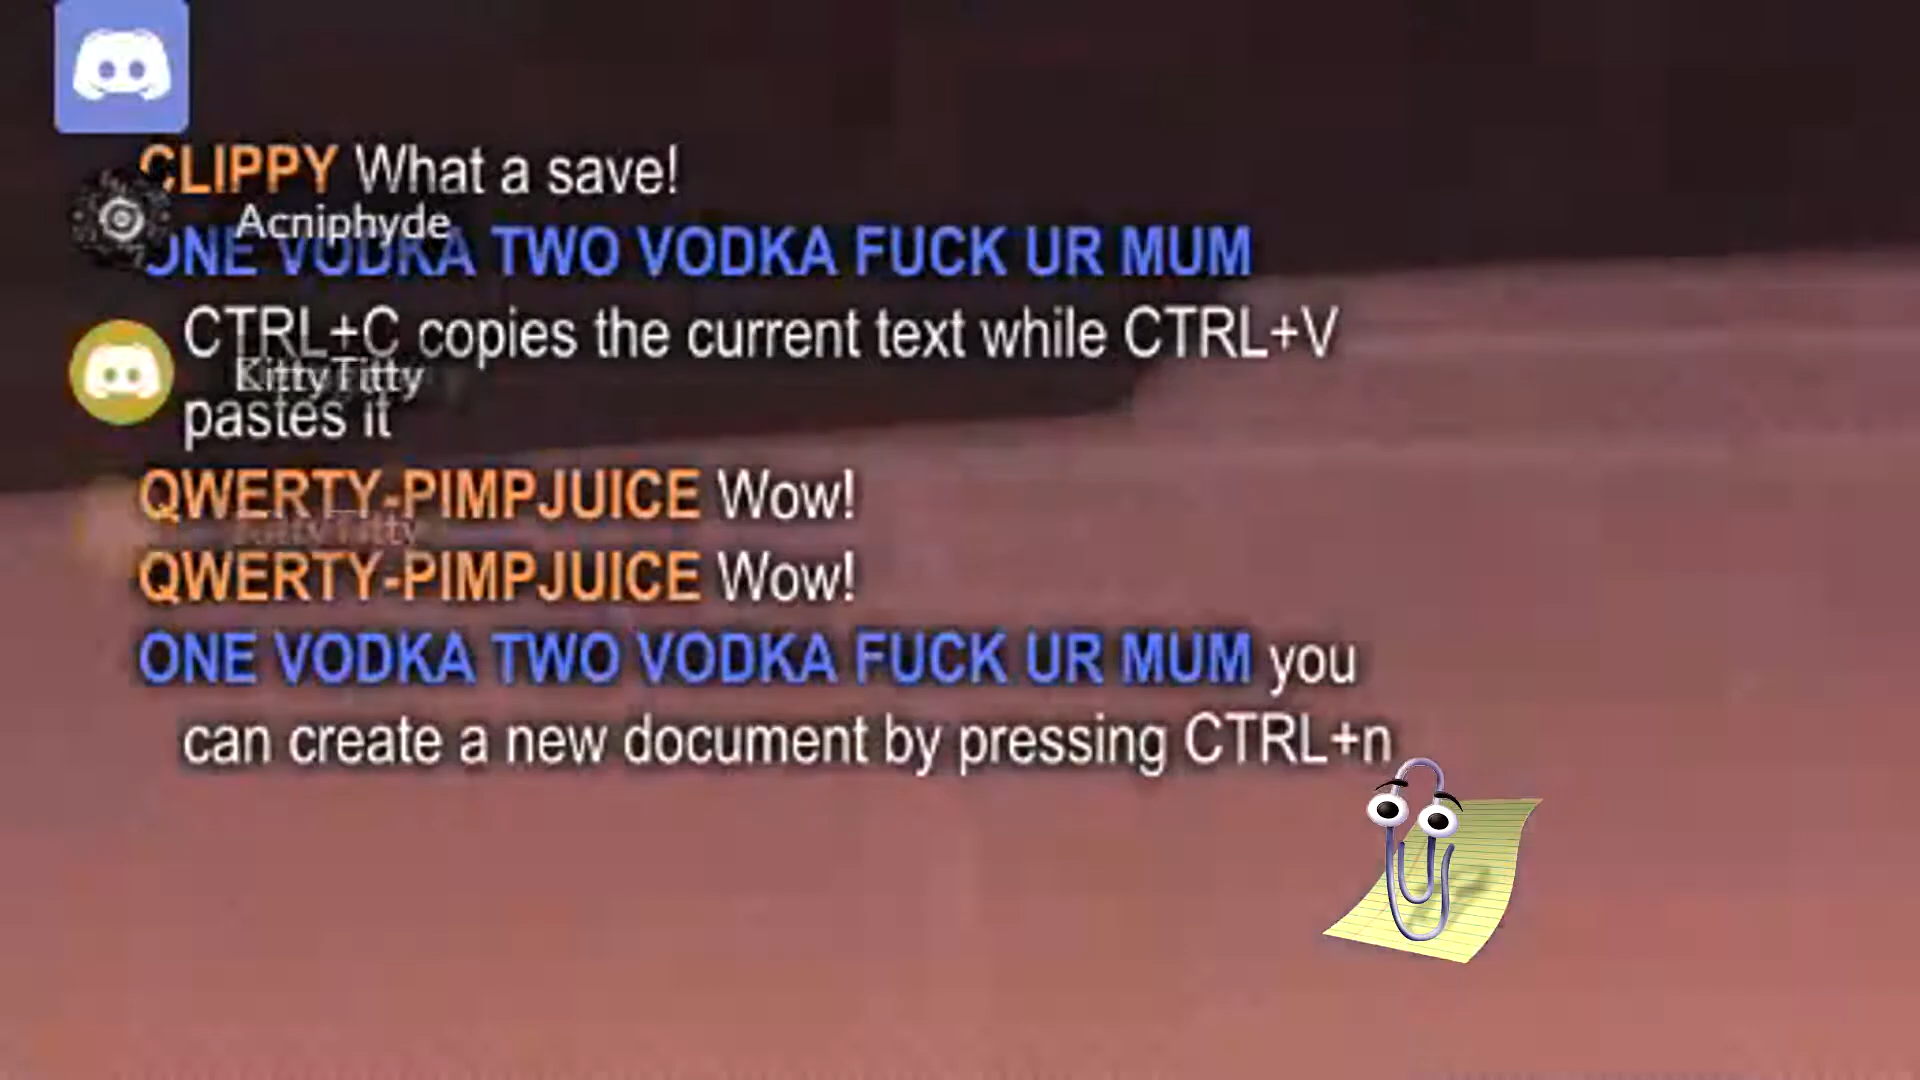 CLIPPY What a save!
Acniphyde
ONE VODKA TWO VODKA FUCK UR MUM
CTRL+C copies the current text while CTRL+V
KittyTitty
pastes it
QWERTY-PIMPJUICE Wow!
KittyTitty
QWERTY-PIMPJUICE Wow!
ONE VODKA TWO VODKA FUCK UR MUM you
can create a new document by pressing CTRL+n